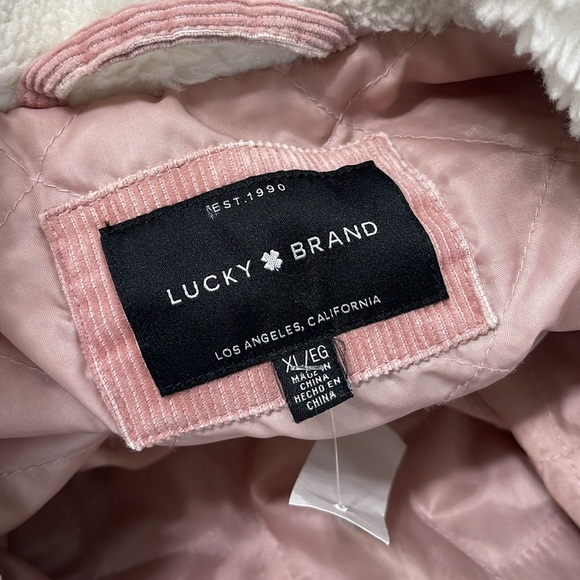 EST. 1990
LUCKY BRAND
LOS ANGELES, CALIFORNIA
XL/EG
MADE IN
CHINA
HECHO EN
CHINA